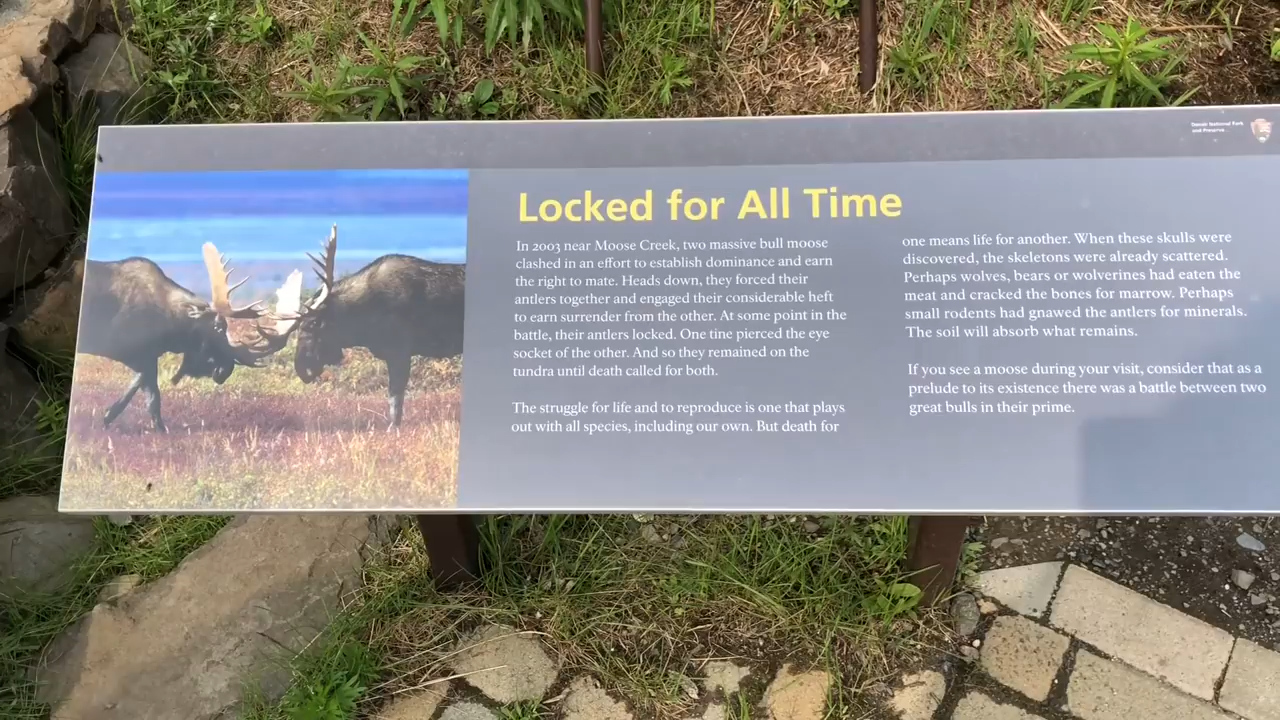 Denali National Park
and Preserve
Locked for All Time
In 2003 near Moose Creek, two massive bull moose
clashed in an effort to establish dominance and earn
the right to mate. Heads down, they forced their
antlers together and engaged their considerable heft
to earn surrender from the other. At some point in the
battle, their antlers locked. One tine pierced the eye
socket of the other. And so they remained on the
tundra until death called for both.
The struggle for life and to reproduce is one that plays
out with all species, including our own. But death for
one means life for another. When these skulls were
discovered, the skeletons were already scattered.
Perhaps wolves, bears or wolverines had eaten the
meat and cracked the bones for marrow. Perhaps
small rodents had gnawed the antlers for minerals.
The soil will absorb what remains.
If you see a moose during your visit, consider that as a
prelude to its existence there was a battle between two
great bulls in their prime.